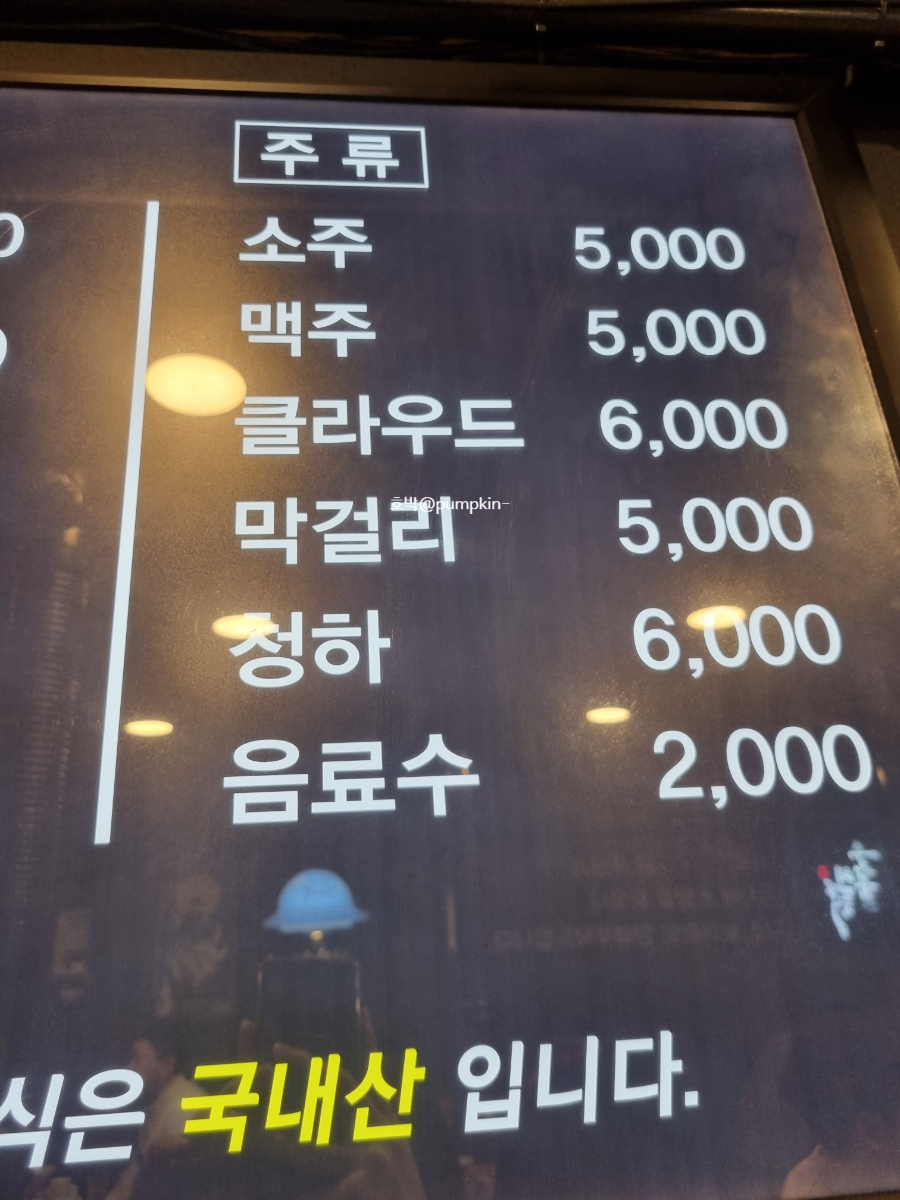 주류
소주 5,000
맥주 5,000
클라우드 6,000
호박@pumpkin-
막걸리 5,000
청하 6,000
음료수 2,000
식은 국내산 입니다.